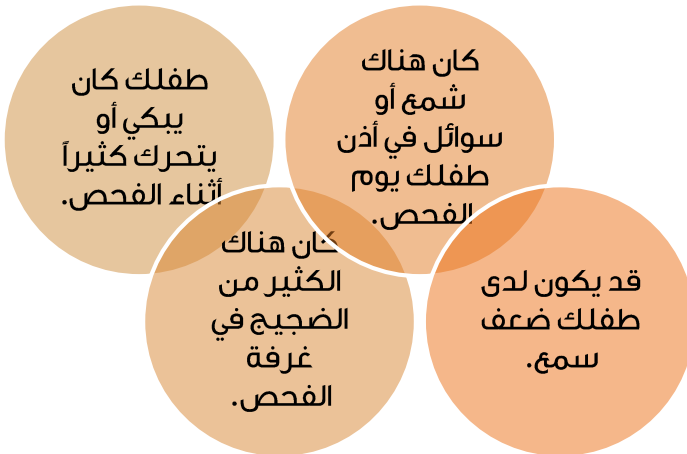 طفلك كان
يبكي أو
يتحرك كثيراً
أثناء الفحص.
كان هناك
شمع أو
سوائل في أذن
طفلك يوم
الفحص.
كان هناك
الكثير من
الضجيج في
غرفة
الفحص.
قد يكون لدى
طفلك ضعف
سمع.